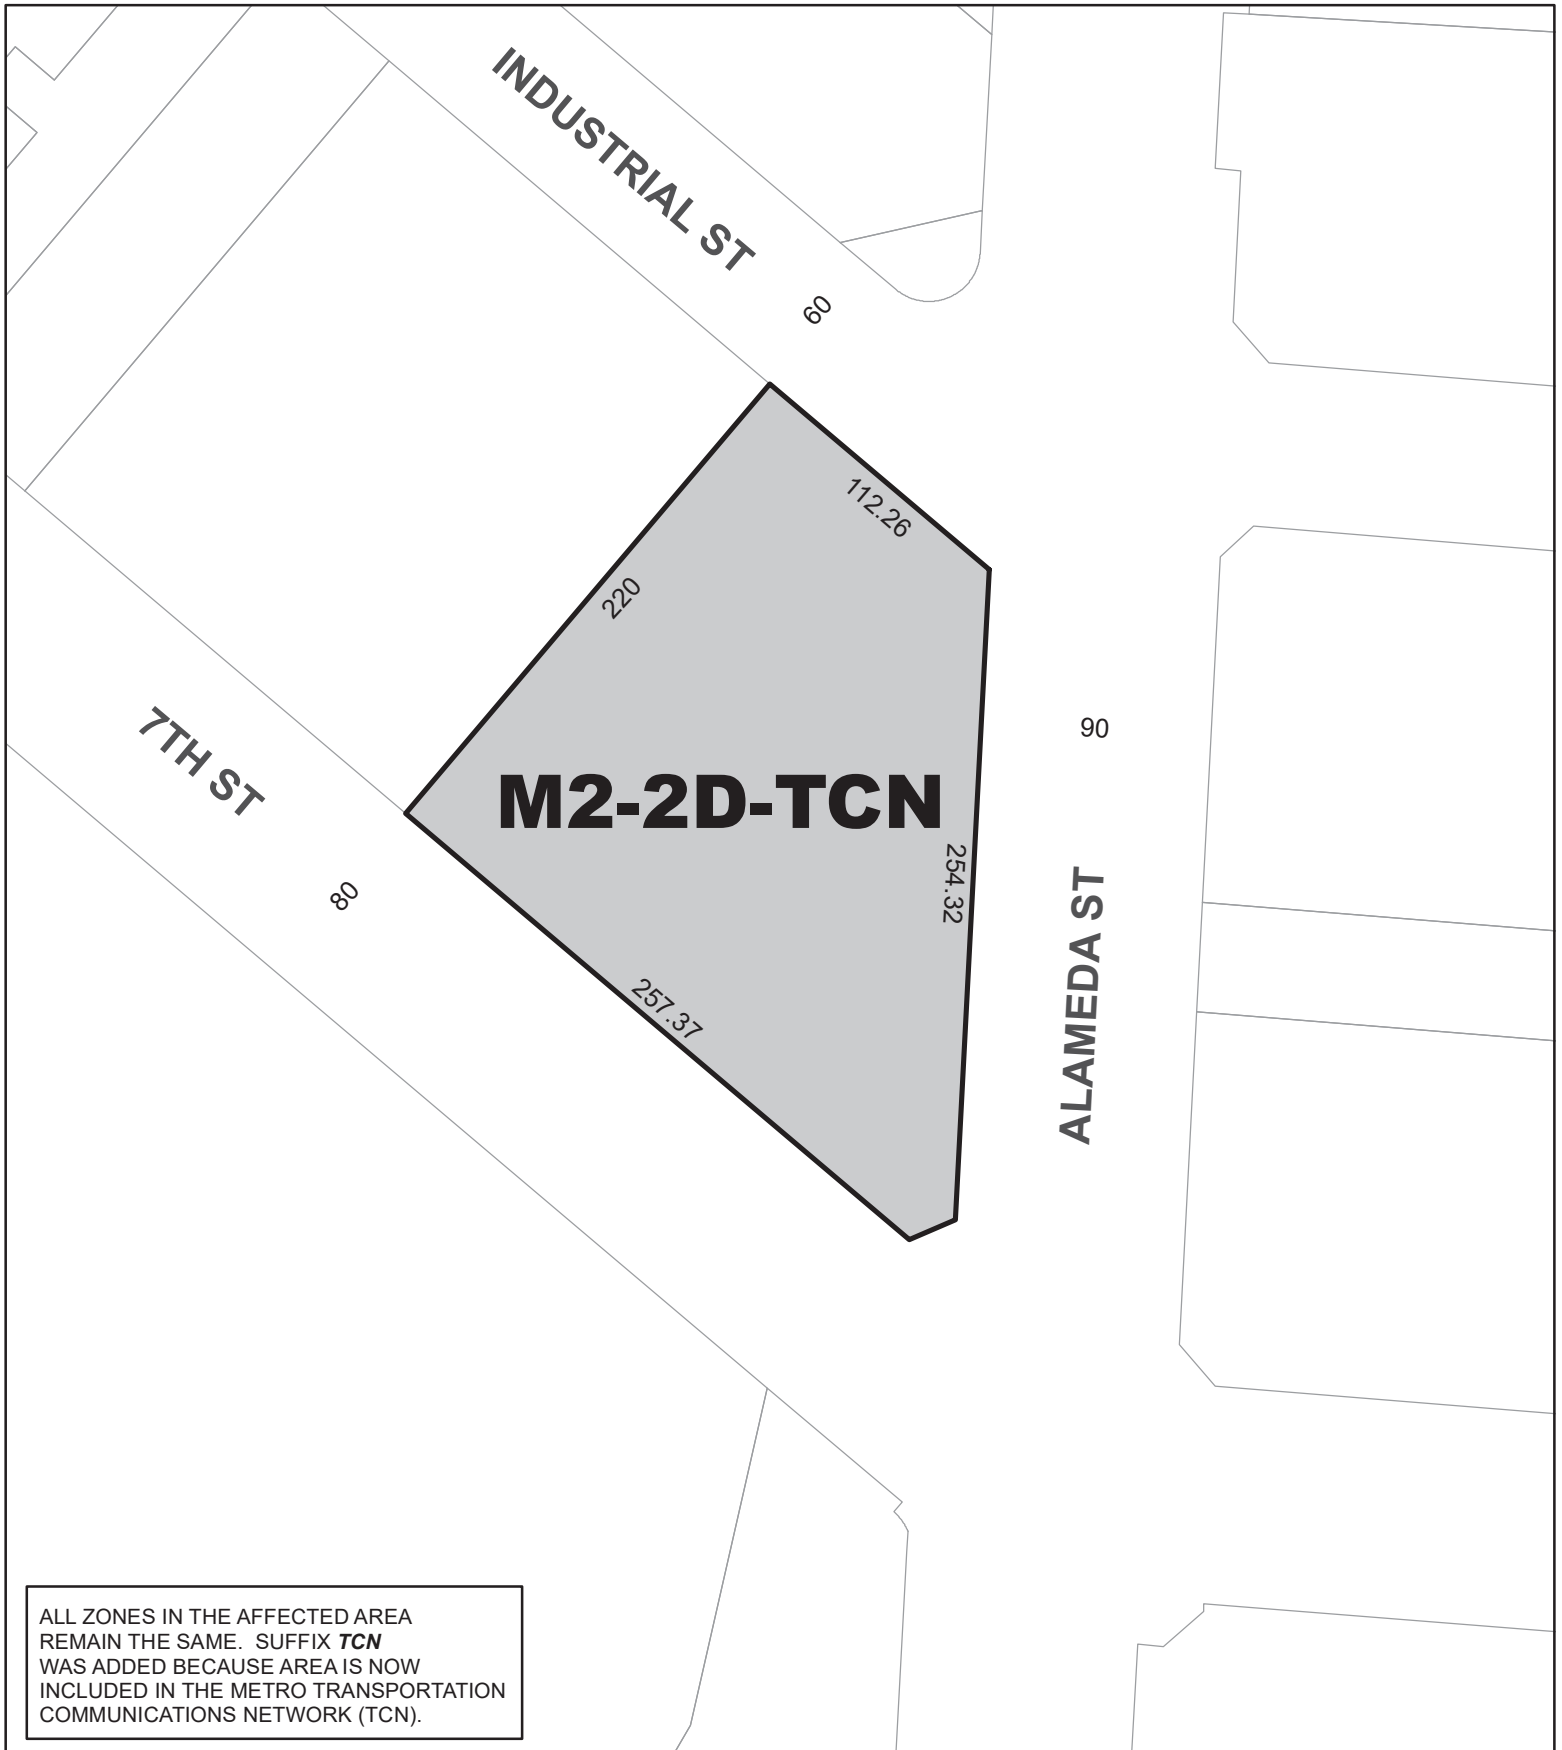 INDUSTRIAL ST
60
112.26
220
90
7TH ST
M2-2D-TCN
254.32
80
ALAMEDA ST
257.37
ALL ZONES IN THE AFFECTED AREA
REMAIN THE SAME. SUFFIX TCN
WAS ADDED BECAUSE AREA IS NOW
INCLUDED IN THE METRO TRANSPORTATION
COMMUNICATIONS NETWORK (TCN).